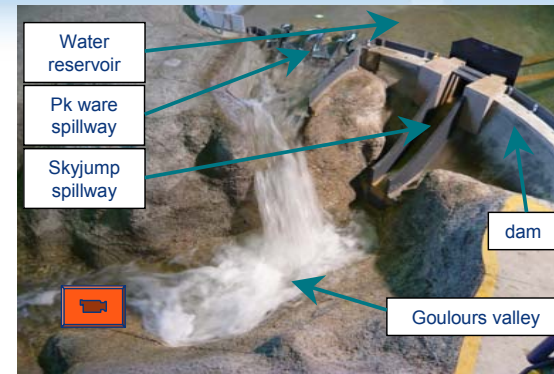 Water
reservoir
Pk ware
spillway
Skyjump
spillway
dam
Goulours valley